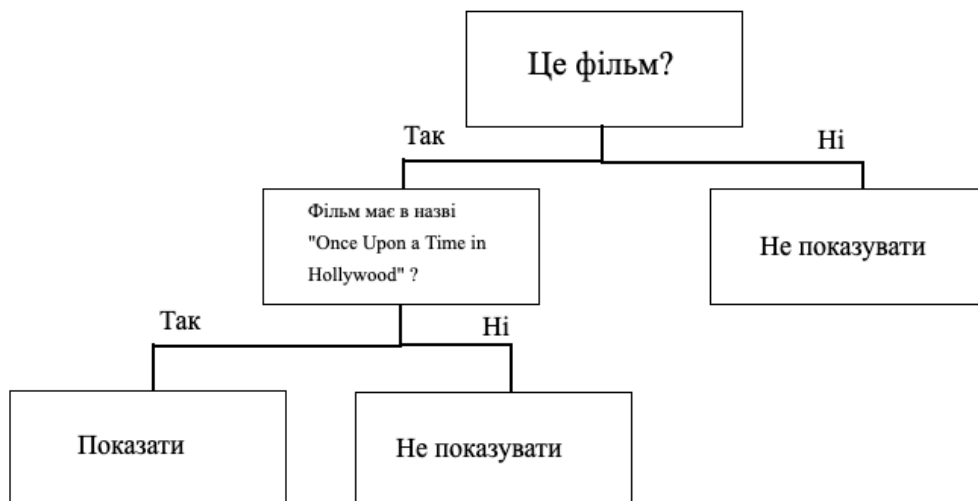 Це фільм?
Так
Ні
Фільм має в назві
"Once Upon a Time in
Hollywood" ?
Не показувати
Так
Ні
Показати
Не показувати